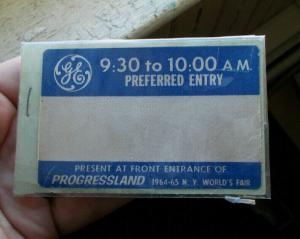 GE
9:30 to 10:00 A.M.
PREFERRED ENTRY
PRESENT AT FRONT ENTRANCE OF
PROGRESSLAND 1964-65 N.Y. WORLD'S FAIR